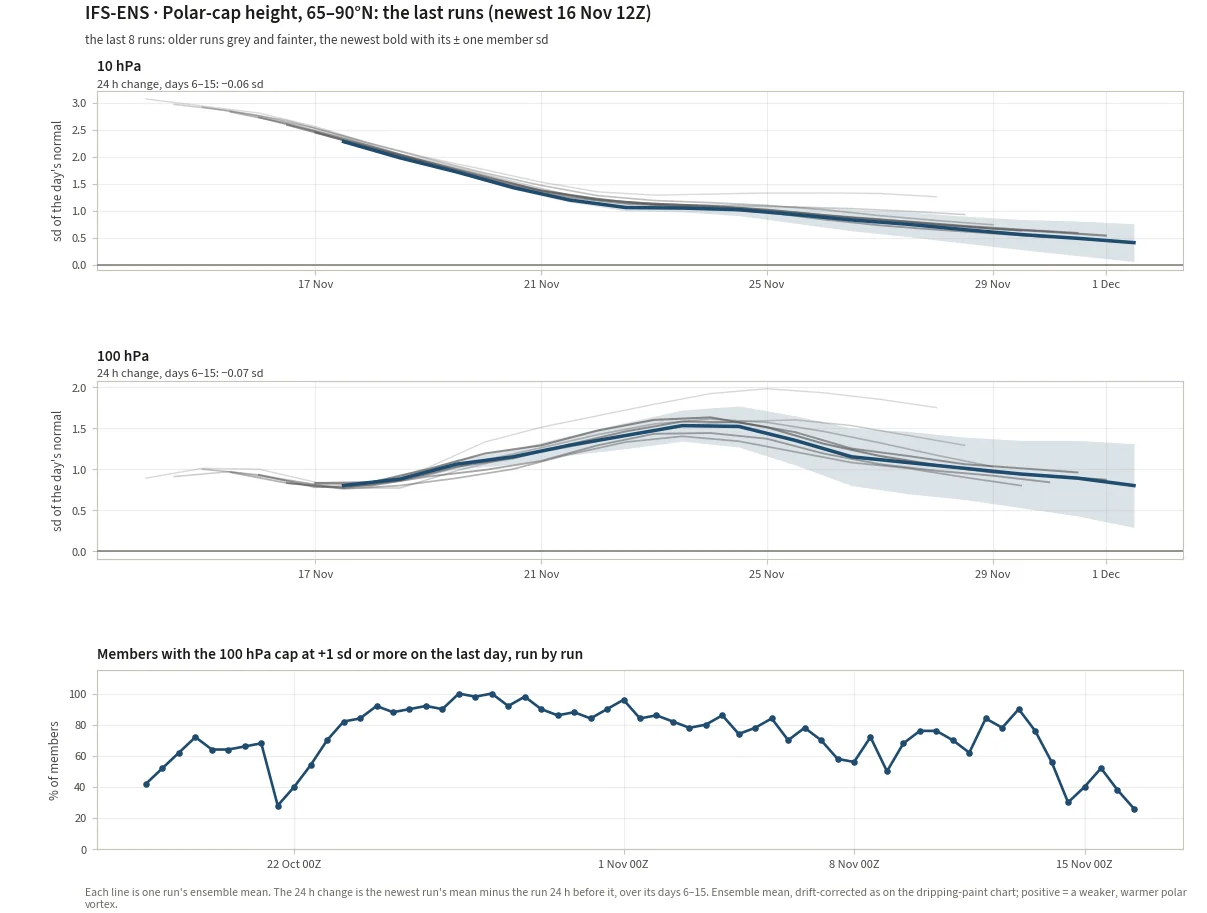 IFS-ENS · Polar-cap height, 65–90°N: the last runs (newest 16 Nov 12Z)
the last 8 runs: older runs grey and fainter, the newest bold with its ± one member sd
10 hPa
24 h change, days 6–15: −0.06 sd
sd of the day's normal
3.0
2.5
2.0
1.5
1.0
0.5
0.0
17 Nov
21 Nov
25 Nov
29 Nov
1 Dec
100 hPa
24 h change, days 6–15: −0.07 sd
sd of the day's normal
2.0
1.5
1.0
0.5
0.0
17 Nov
21 Nov
25 Nov
29 Nov
1 Dec
Members with the 100 hPa cap at +1 sd or more on the last day, run by run
% of members
100
80
60
40
20
0
22 Oct 00Z
1 Nov 00Z
8 Nov 00Z
15 Nov 00Z
Each line is one run's ensemble mean. The 24 h change is the newest run's mean minus the run 24 h before it, over its days 6–15. Ensemble mean, drift-corrected as on the dripping-paint chart; positive = a weaker, warmer polar
vortex.